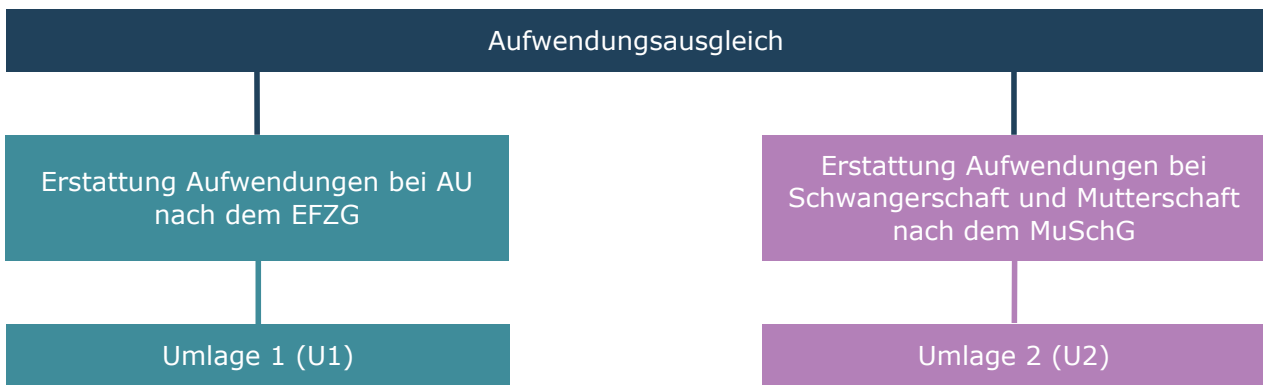 Aufwendungsausgleich
Erstattung Aufwendungen bei AU
nach dem EFZG
Erstattung Aufwendungen bei
Schwangerschaft und Mutterschaft
nach dem MuSchG
Umlage 1 (U1)
Umlage 2 (U2)